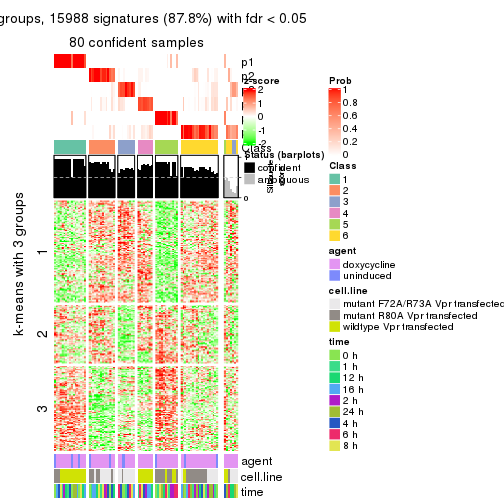 groups, 15988 signatures (87.8%) with fdr < 0.05
80 confident samples
p1
p2
z-score
2
1
0
-1
-2
Class
Status (barplots)
confident
ambiguous
0
k-means with 3 groups
1
2
3
agent
cell.line
time
Prob
1
0.8
0.6
0.4
0.2
0
Class
1
2
3
4
5
6
agent
doxycycline
uninduced
cell.line
mutant F72A/R73A Vpr transfected
mutant R80A Vpr transfected
wildtype Vpr transfected
time
0 h
1 h
12 h
16 h
2 h
24 h
4 h
6 h
8 h